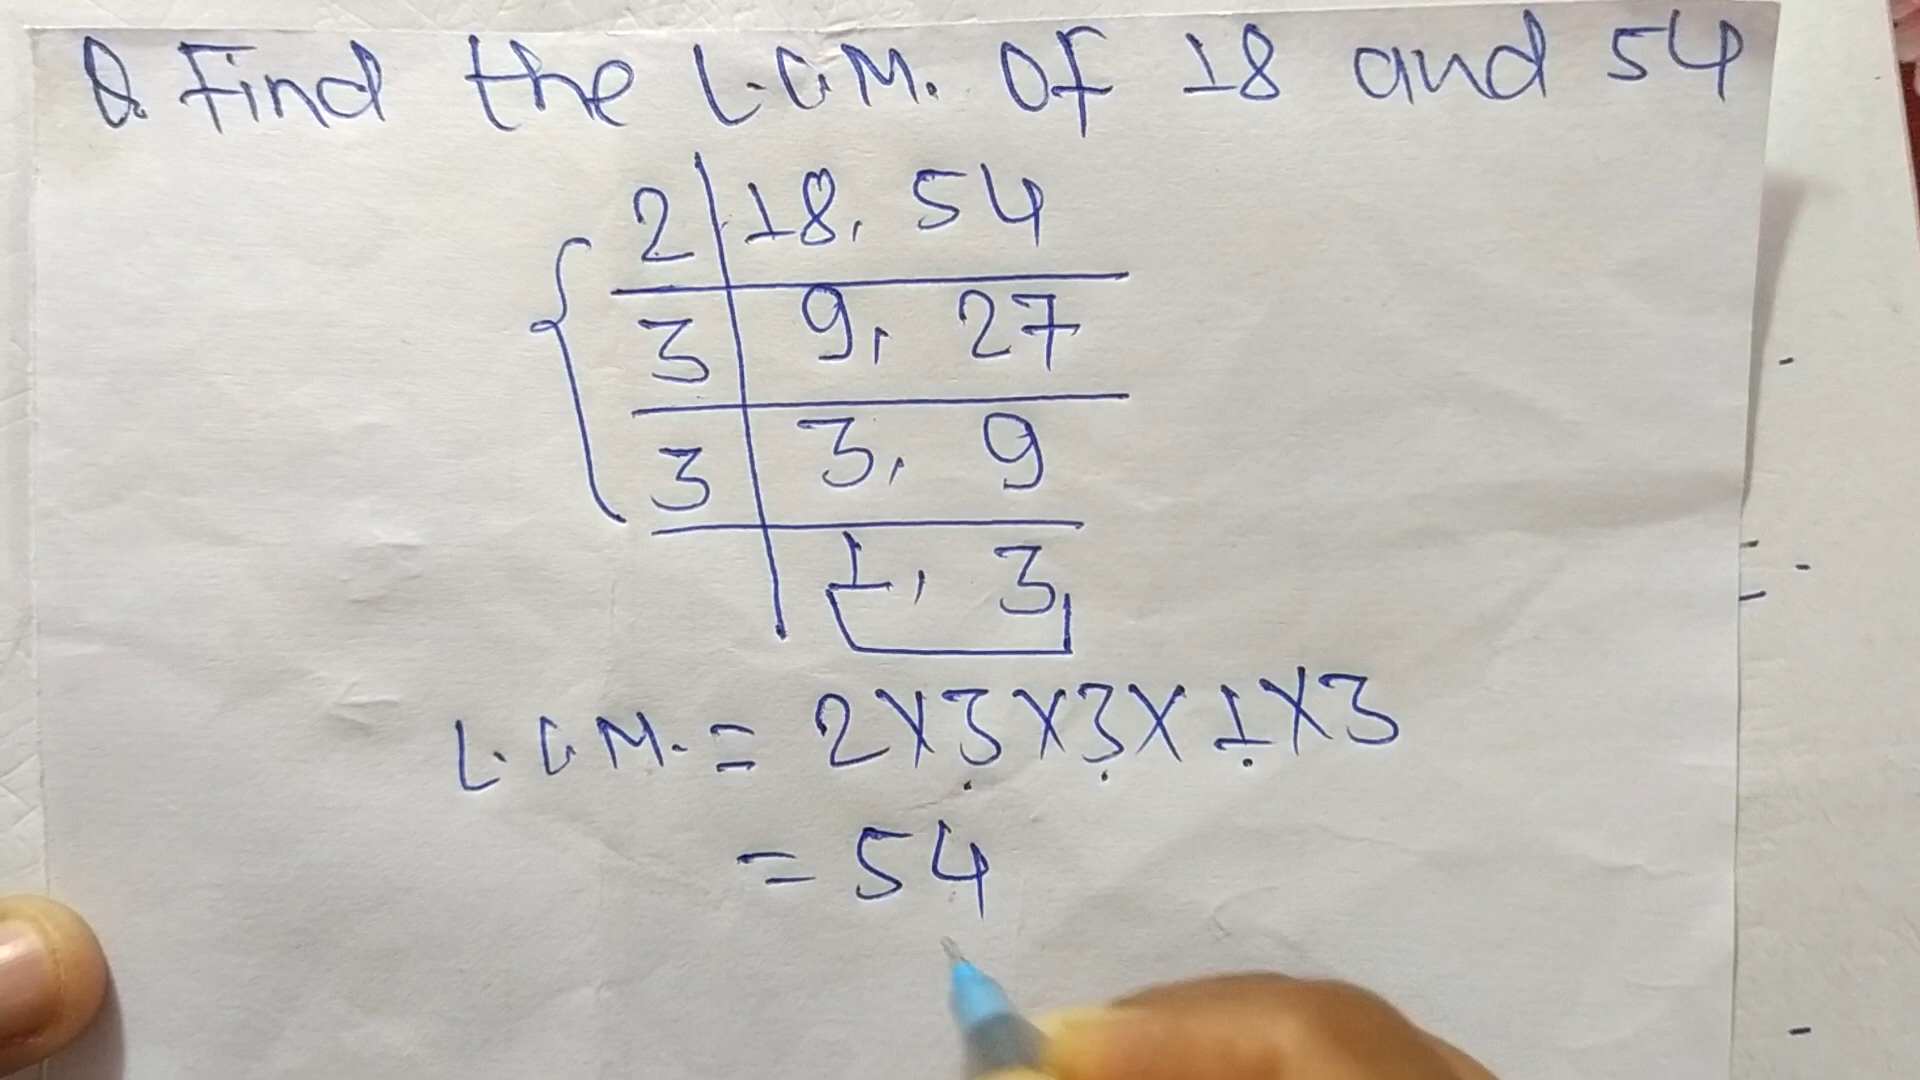 Q. Find the L.C.M. Of 18 and 54
2 | 18, 54
3 | 9, 27
3 | 3, 9
1, 3
L.C.M. = 2×3×3×1×3
= 54